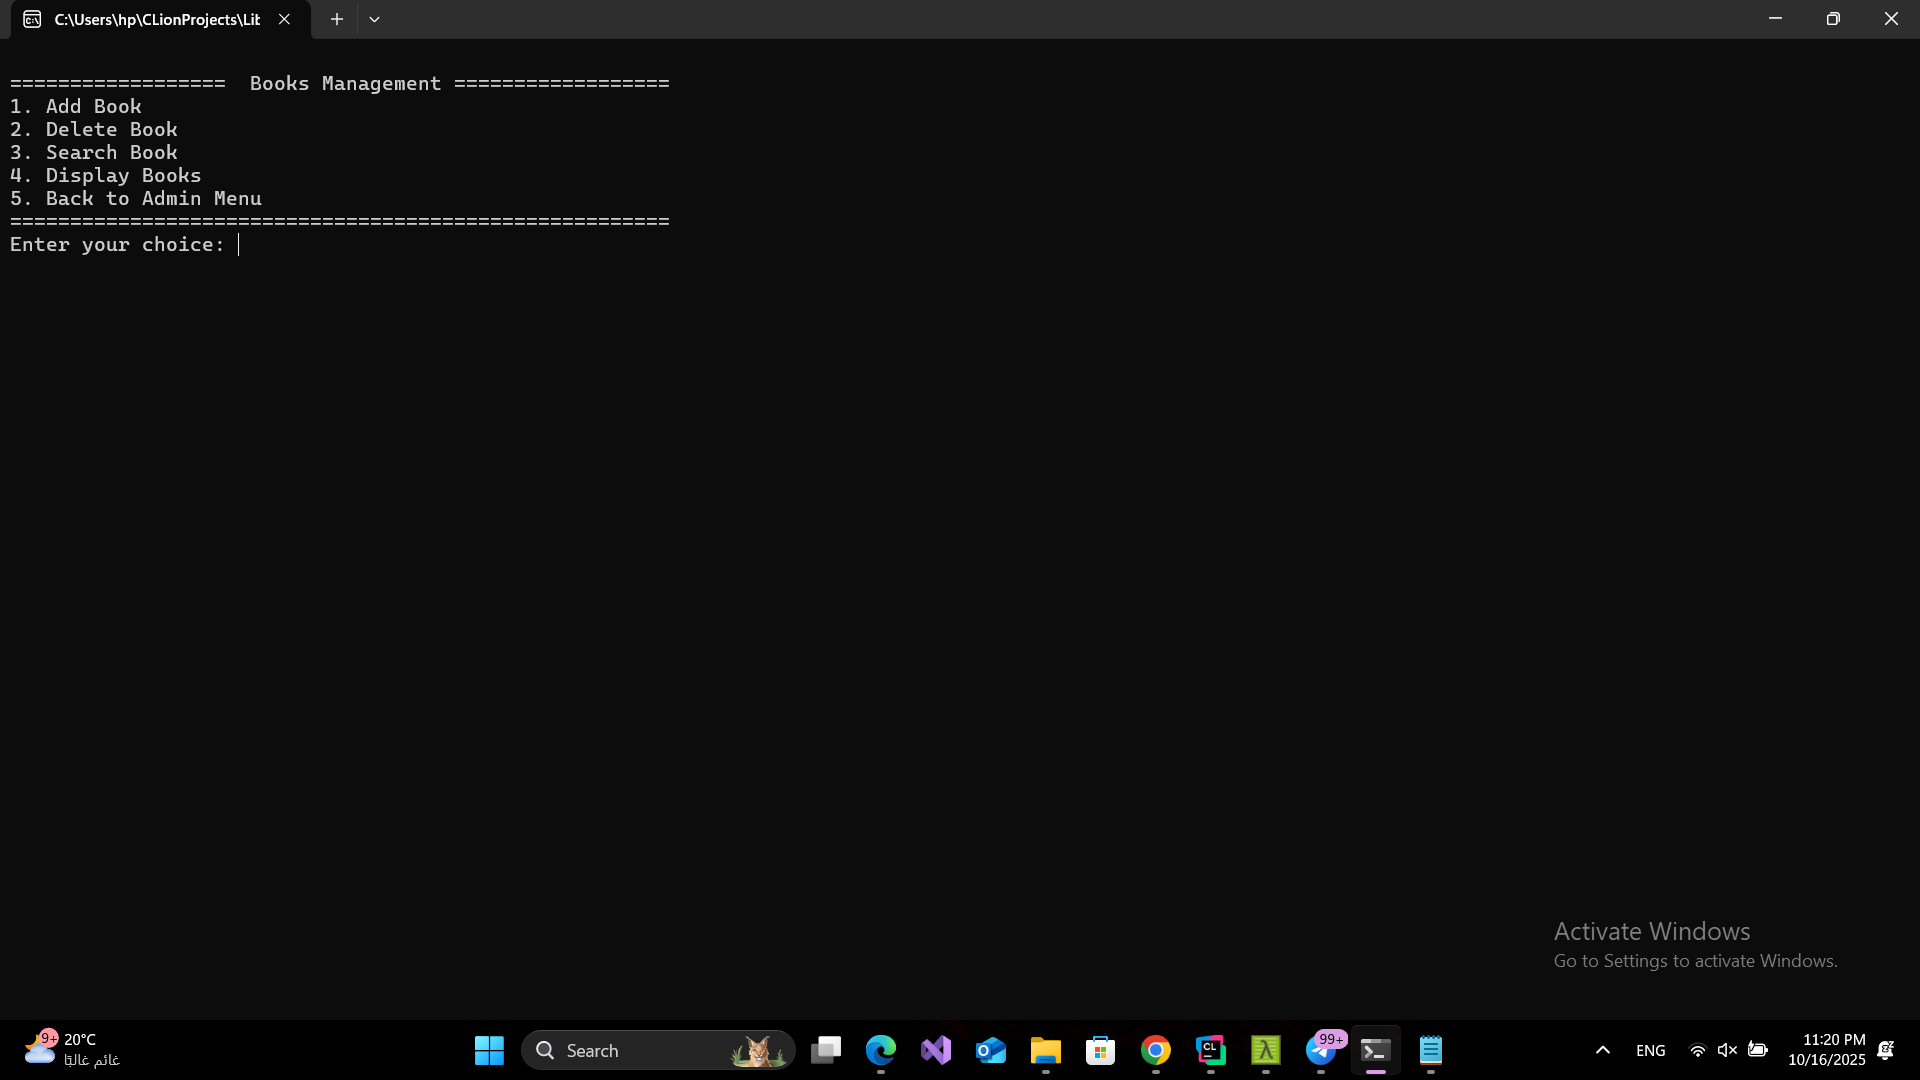 C:\Users\hp\CLionProjects\Lib
==================  Books Management ==================
1. Add Book
2. Delete Book
3. Search Book
4. Display Books
5. Back to Admin Menu
=======================================================
Enter your choice:
Activate Windows
Go to Settings to activate Windows.
9+
20°C
غائم غالبًا
Search
CL
99+
ENG
11:20 PM
10/16/2025